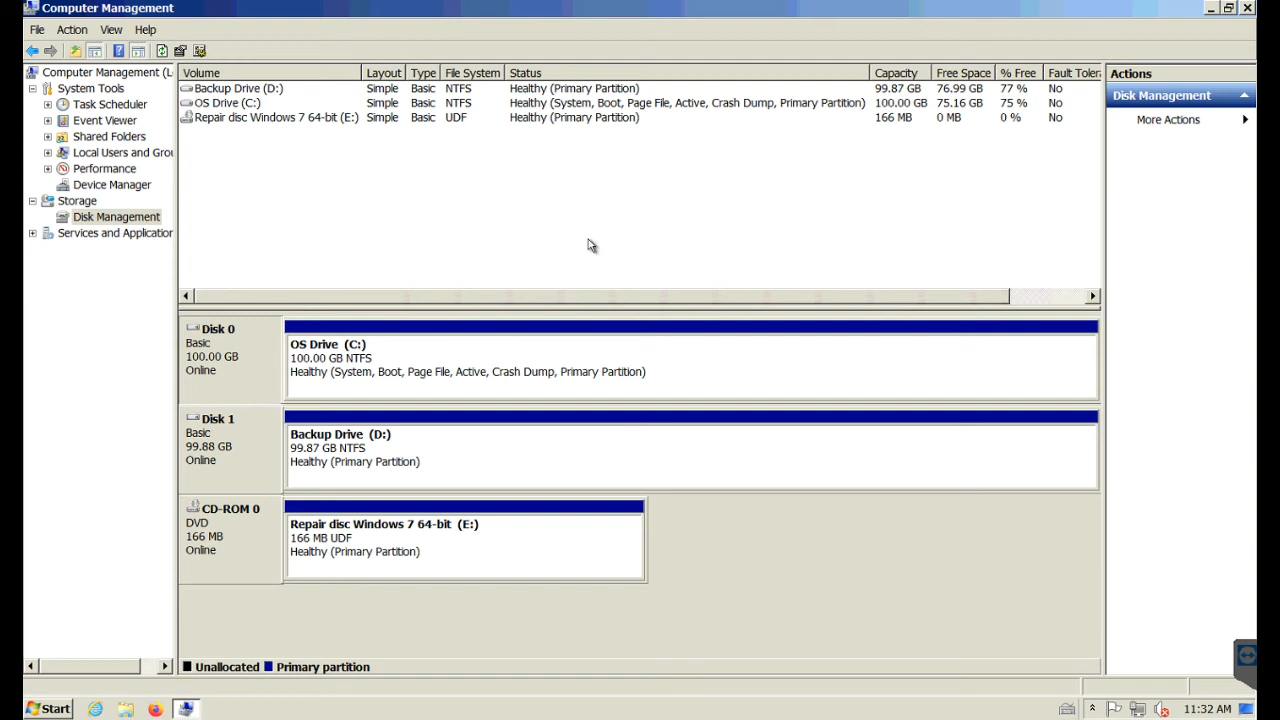 Computer Management
File Action View Help
Computer Management (L
System Tools
Task Scheduler
Event Viewer
Shared Folders
Local Users and Grou
Performance
Device Manager
Storage
Disk Management
Services and Application
Volume Layout Type File System Status Capacity Free Space % Free Fault Tolera
Backup Drive (D:) Simple Basic NTFS Healthy (Primary Partition) 99.87 GB 76.99 GB 77 % No
OS Drive (C:) Simple Basic NTFS Healthy (System, Boot, Page File, Active, Crash Dump, Primary Partition) 100.00 GB 75.16 GB 75 % No
Repair disc Windows 7 64-bit (E:) Simple Basic UDF Healthy (Primary Partition) 166 MB 0 MB 0 % No
Disk 0
Basic
100.00 GB
Online
OS Drive (C:)
100.00 GB NTFS
Healthy (System, Boot, Page File, Active, Crash Dump, Primary Partition)
Disk 1
Basic
99.88 GB
Online
Backup Drive (D:)
99.87 GB NTFS
Healthy (Primary Partition)
CD-ROM 0
DVD
166 MB
Online
Repair disc Windows 7 64-bit (E:)
166 MB UDF
Healthy (Primary Partition)
Unallocated Primary partition
Actions
Disk Management
More Actions
Start
11:32 AM